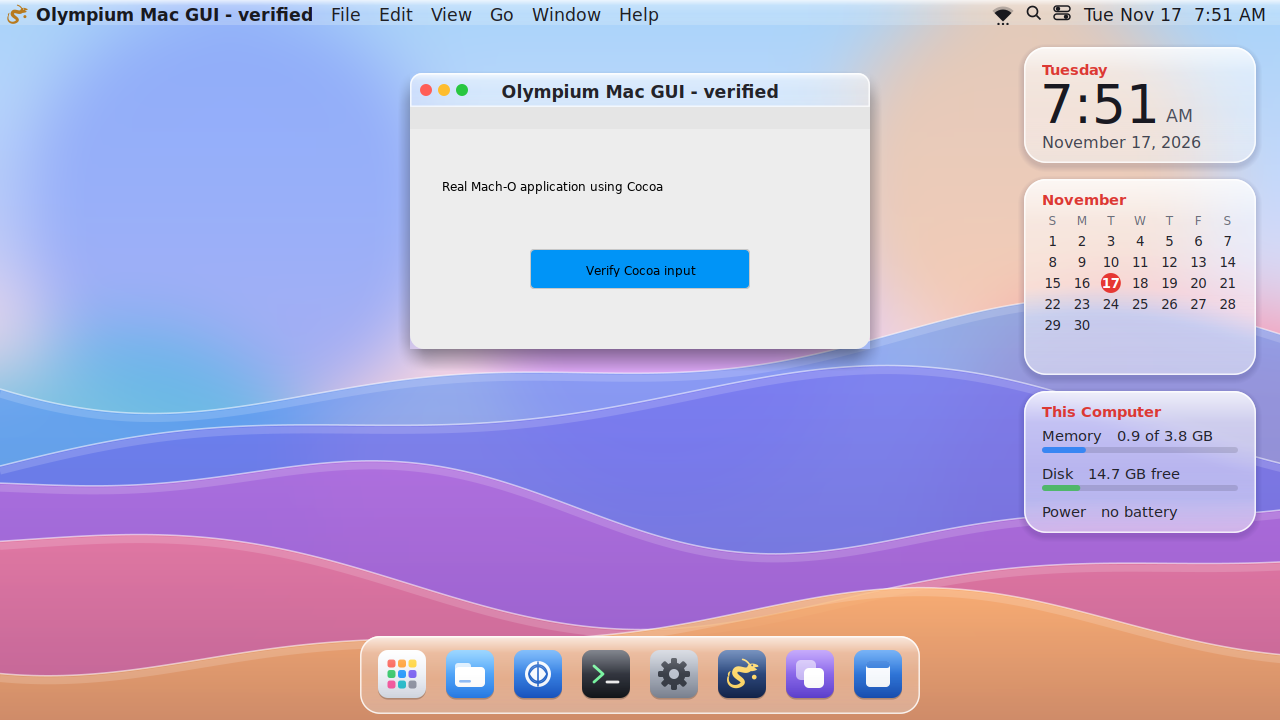 Olympium Mac GUI - verified File Edit View Go Window Help
Tue Nov 17 7:51 AM
Olympium Mac GUI - verified
Real Mach-O application using Cocoa
Verify Cocoa input
Tuesday
7:51 AM
November 17, 2026
November
S M T W T F S
1 2 3 4 5 6 7
8 9 10 11 12 13 14
15 16 17 18 19 20 21
22 23 24 25 26 27 28
29 30
This Computer
Memory 0.9 of 3.8 GB
Disk 14.7 GB free
Power no battery